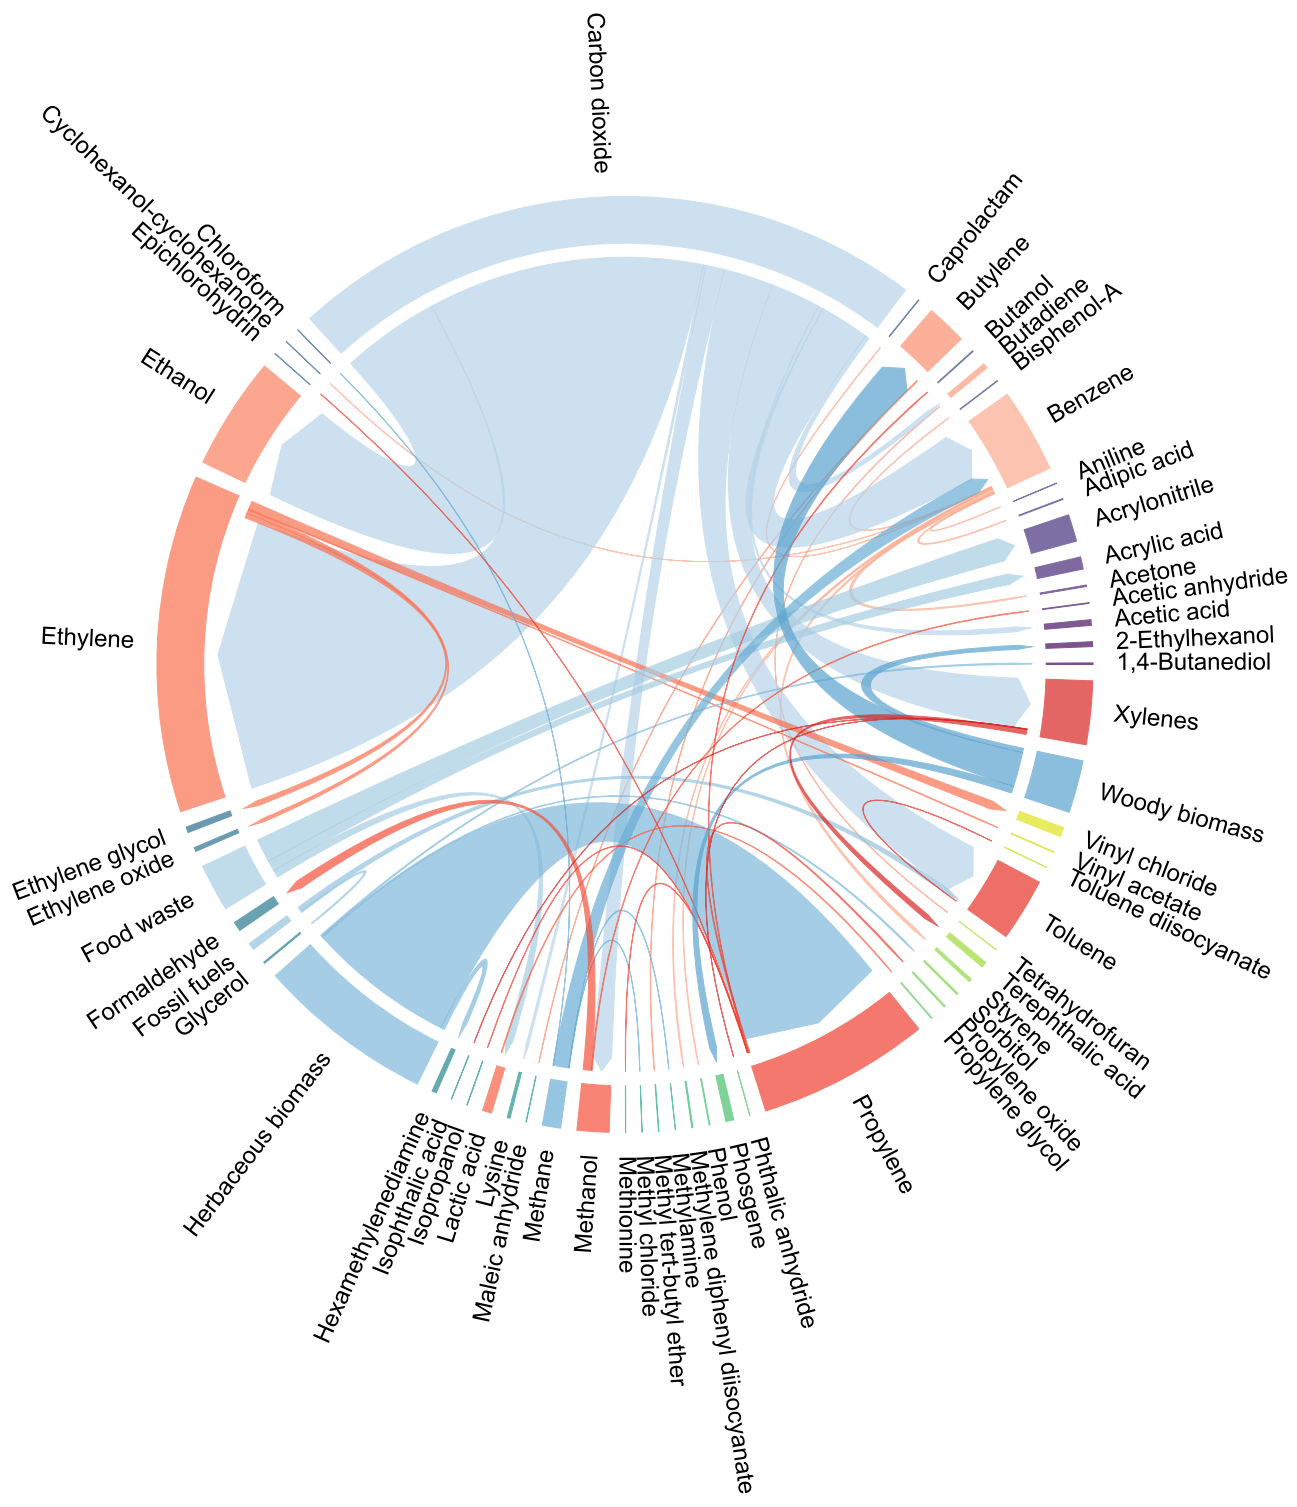 Carbon dioxide
Caprolactam
Butylene
Butanol
Butadiene
Bisphenol-A
Benzene
Aniline
Adipic acid
Acrylonitrile
Acrylic acid
Acetone
Acetic anhydride
Acetic acid
2-Ethylhexanol
1,4-Butanediol
Xylenes
Woody biomass
Vinyl chloride
Vinyl acetate
Toluene diisocyanate
Toluene
Tetrahydrofuran
Terephthalic acid
Styrene
Sorbitol
Propylene oxide
Propylene glycol
Propylene
Phthalic anhydride
Phosgene
Phenol
Methylene diphenyl diisocyanate
Methylamine
Methyl tert-butyl ether
Methyl chloride
Methionine
Methanol
Methane
Maleic anhydride
Lysine
Lactic acid
Isopropanol
Isophthalic acid
Hexamethylenediamine
Herbaceous biomass
Glycerol
Fossil fuels
Formaldehyde
Food waste
Ethylene oxide
Ethylene glycol
Ethylene
Ethanol
Epichlorohydrin
Cyclohexanol-cyclohexanone
Chloroform